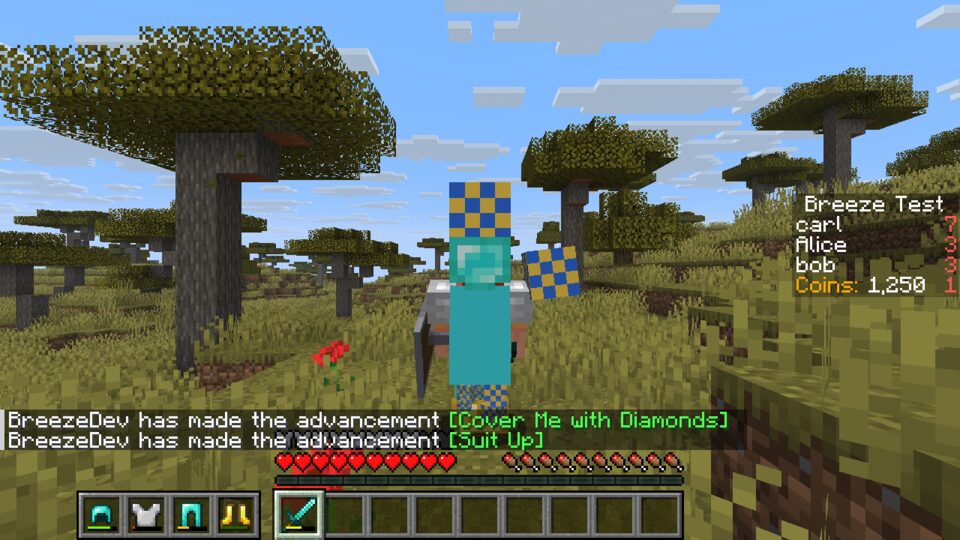 Breeze Test
carl 7
Alice 3
bob 3
Coins: 1,250 1
BreezeDev has made the advancement [Cover Me with Diamonds]
BreezeDev has made the advancement [Suit Up]